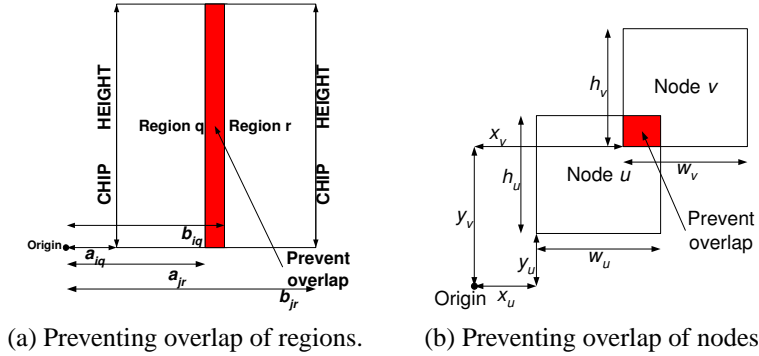 HEIGHT
CHIP
Region q
Region r
HEIGHT
CHIP
Origin
b_iq
a_iq
a_jr
b_jr
Prevent
overlap
(a) Preventing overlap of regions.
h_v
Node v
x_v
w_v
h_u
Node u
y_v
Prevent
overlap
y_u
w_u
Origin
x_u
(b) Preventing overlap of nodes